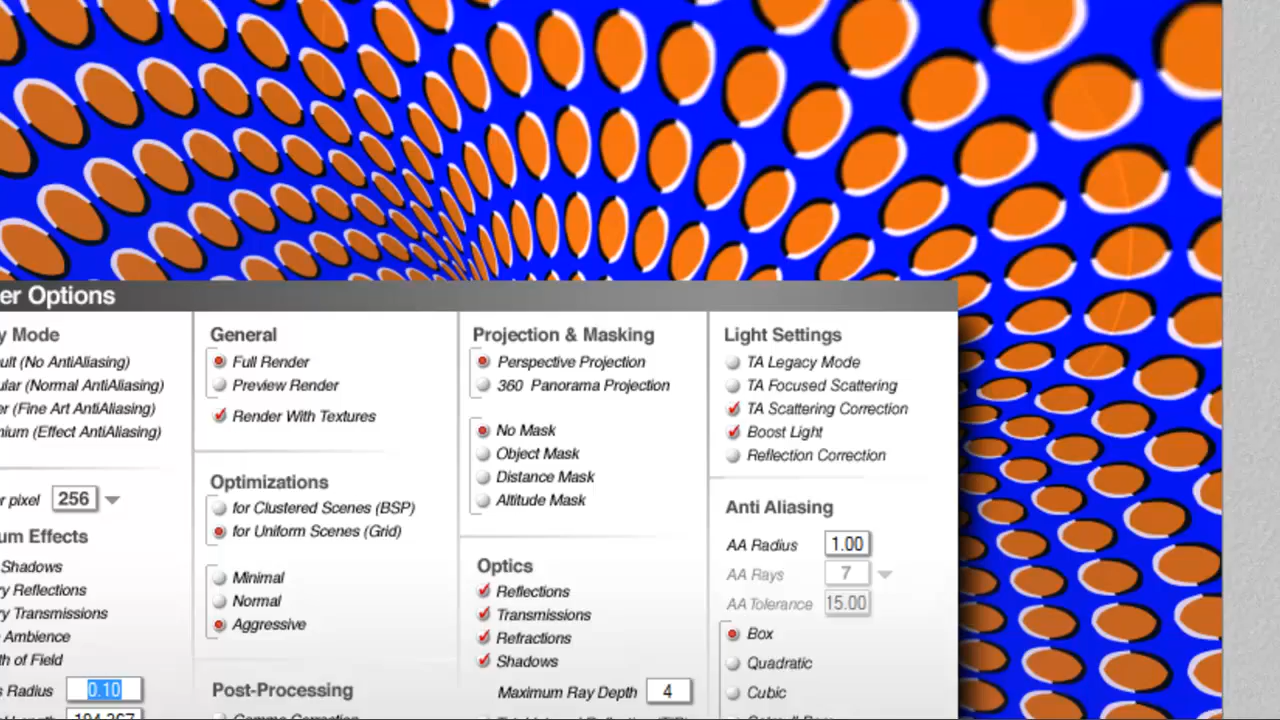 er Options
y Mode
ult (No AntiAliasing)
ular (Normal AntiAliasing)
er (Fine Art AntiAliasing)
mium (Effect AntiAliasing)
r pixel 256
um Effects
Shadows
ry Reflections
ry Transmissions
Ambience
th of Field
s Radius 0.10
General
Full Render
Preview Render
Render With Textures
Optimizations
for Clustered Scenes (BSP)
for Uniform Scenes (Grid)
Minimal
Normal
Aggressive
Post-Processing
Projection & Masking
Perspective Projection
360 Panorama Projection
No Mask
Object Mask
Distance Mask
Altitude Mask
Optics
Reflections
Transmissions
Refractions
Shadows
Maximum Ray Depth 4
Light Settings
TA Legacy Mode
TA Focused Scattering
TA Scattering Correction
Boost Light
Reflection Correction
Anti Aliasing
AA Radius 1.00
AA Rays 7
AA Tolerance 15.00
Box
Quadratic
Cubic